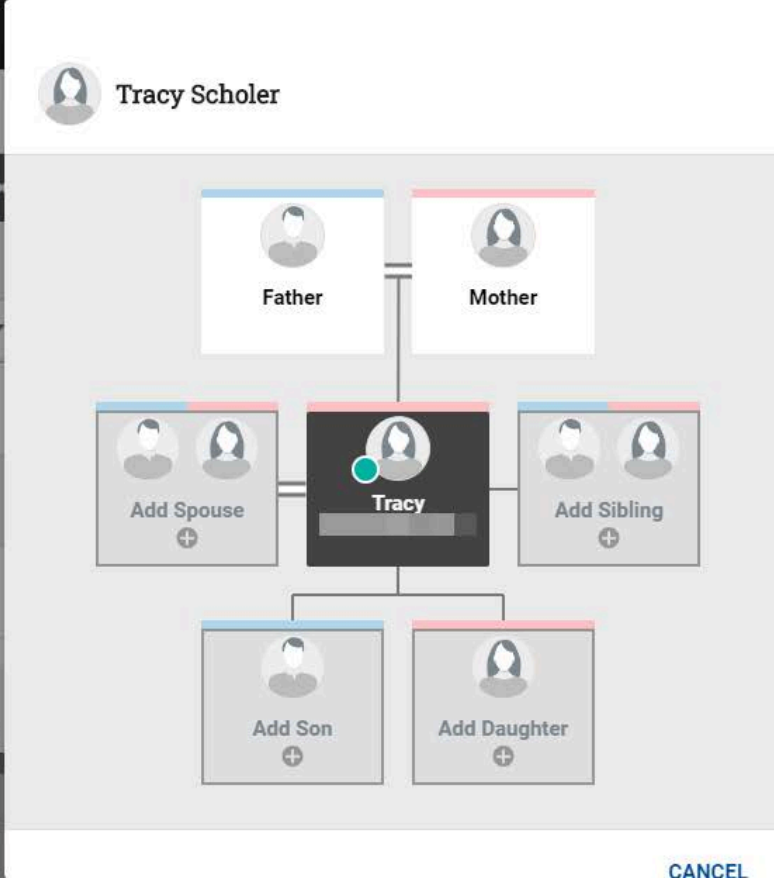 Tracy Scholer
Father
Mother
Add Spouse
Tracy
Add Sibling
Add Son
Add Daughter
CANCEL